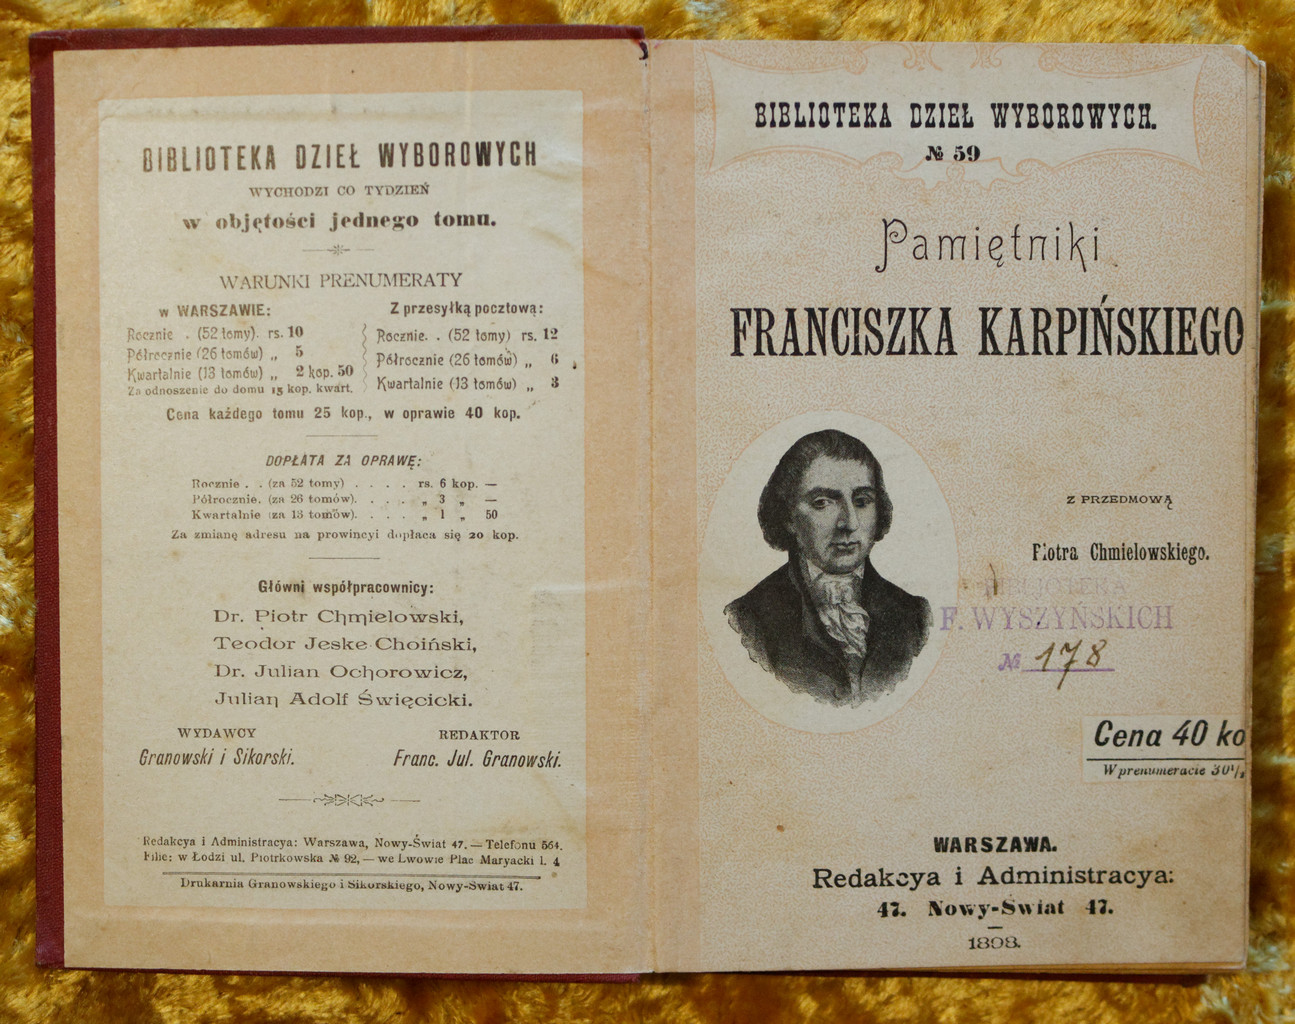 BIBLIOTEKA DZIEŁ WYBOROWYCH
WYCHODZI CO TYDZIEŃ
w objętości jednego tomu.
WARUNKI PRENUMERATY
w WARSZAWIE:
Rocznie . (52 tomy). rs. 10
Półrocznie (26 tomów) „ 5
Kwartalnie (13 tomów) „ 2 kop. 50
Za odnoszenie do domu 15 kop. kwart.
Z przesyłką pocztową:
Rocznie. . (52 tomy) rs. 12
Półrocznie (26 tomów) „ 6
Kwartalnie (13 tomów) „ 3
Cena każdego tomu 25 kop., w oprawie 40 kop.
DOPŁATA ZA OPRAWĘ:
Rocznie . . (za 52 tomy) . . . . rs. 6 kop. —
Półrocznie. (za 26 tomów). . . . „ 3 „ —
Kwartalnie (za 13 tomów). . . . „ 1 „ 50
Za zmianę adresu na prowincyi dopłaca się 20 kop.
Główni współpracownicy:
Dr. Piotr Chmielowski,
Teodor Jeske Choiński,
Dr. Julian Ochorowicz,
Julian Adolf Święcicki.
WYDAWCY
Granowski i Sikorski.
REDAKTOR
Franc. Jul. Granowski.
Redakcya i Administracya: Warszawa, Nowy-Świat 47. — Telefonu 564.
Filie: w Łodzi ul. Piotrkowska № 92, — we Lwowie Plac Maryacki l. 4
Drukarnia Granowskiego i Sikorskiego, Nowy-Świat 47.
BIBLIOTEKA DZIEŁ WYBOROWYCH.
№ 59
Pamiętniki
FRANCISZKA KARPIŃSKIEGO
Z PRZEDMOWĄ
Piotra Chmielowskiego.
BIBLJOTEKA
F. WYSZYŃSKICH
№ 178
Cena 40 ko
W prenumeracie 30½
WARSZAWA.
Redakcya i Administracya:
47. Nowy-Świat 47.
1898.